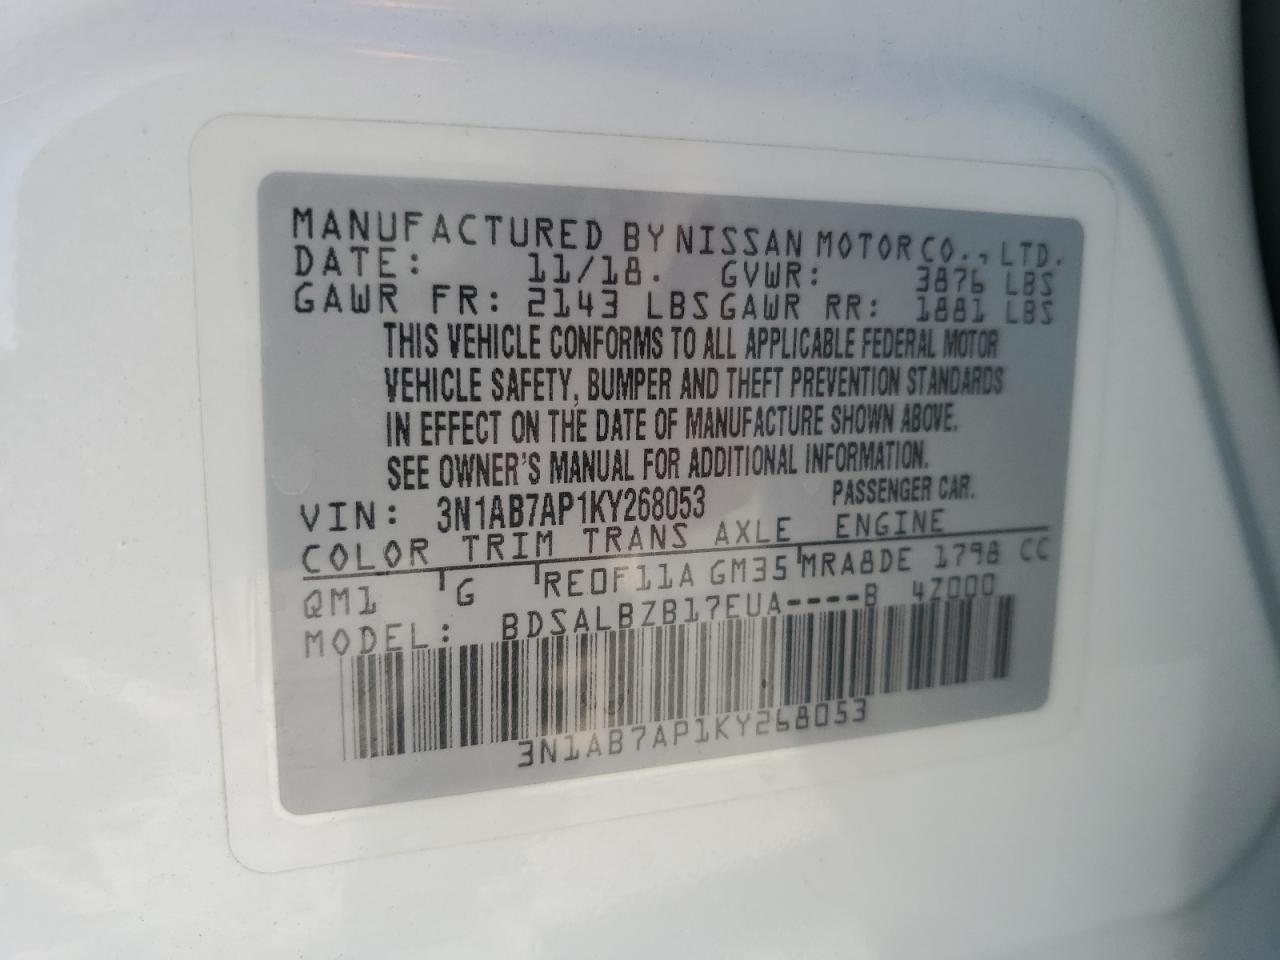 MANUFACTURED BY NISSAN MOTOR CO., LTD.
DATE: 11/18. GVWR: 3876 LBS
GAWR FR: 2143 LBS GAWR RR: 1881 LBS
THIS VEHICLE CONFORMS TO ALL APPLICABLE FEDERAL MOTOR
VEHICLE SAFETY, BUMPER AND THEFT PREVENTION STANDARDS
IN EFFECT ON THE DATE OF MANUFACTURE SHOWN ABOVE.
SEE OWNER'S MANUAL FOR ADDITIONAL INFORMATION.
VIN: 3N1AB7AP1KY268053 PASSENGER CAR.
COLOR TRIM TRANS AXLE ENGINE
QM1 G RE0F11A GM35 MRA8DE 1798 CC
MODEL: BDSALBZB17EUA----B 4Z000
3N1AB7AP1KY268053